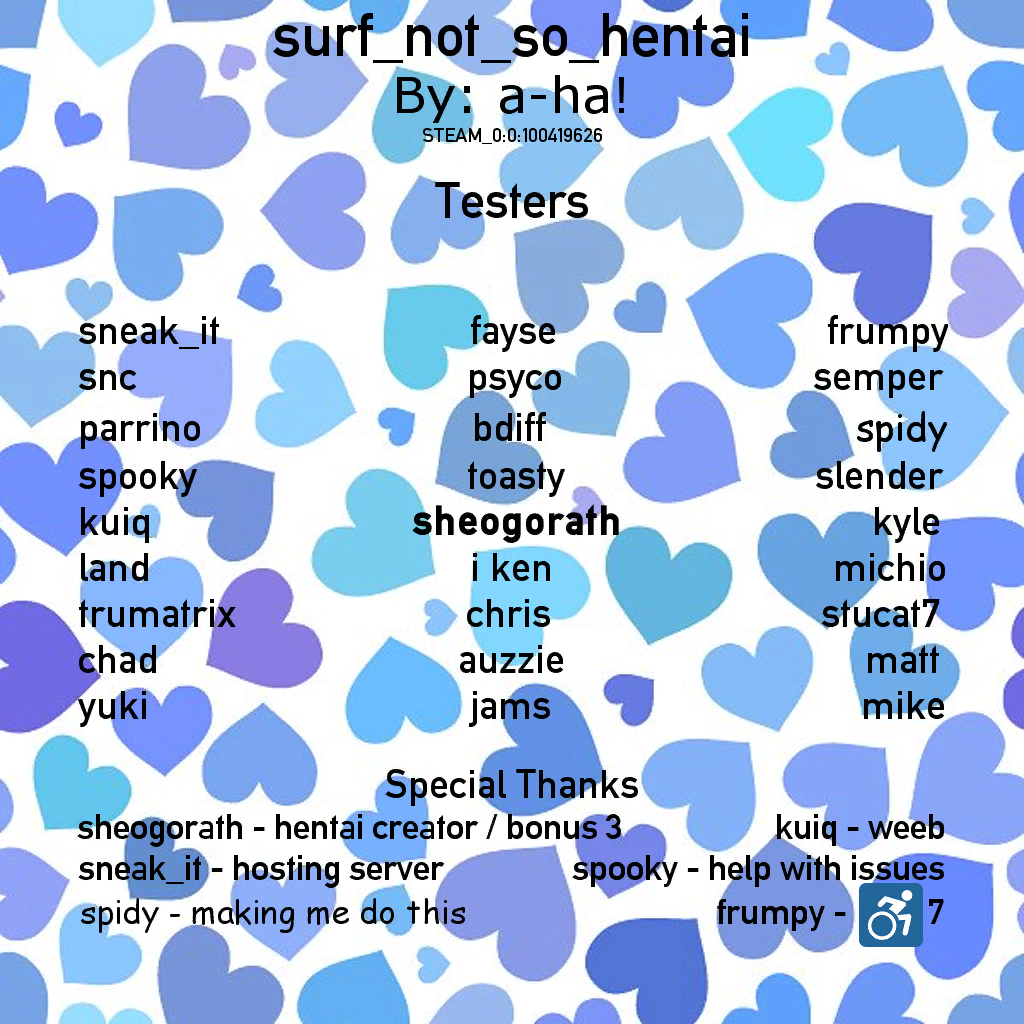 surf_not_so_hentai
By: a-ha!
STEAM_0:0:100419626
Testers
sneak_it fayse frumpy
snc psyco semper
parrino bdiff spidy
spooky toasty slender
kuiq sheogorath kyle
land i ken michio
trumatrix chris stucat7
chad auzzie matt
yuki jams mike
Special Thanks
sheogorath - hentai creator / bonus 3 kuiq - weeb
sneak_it - hosting server spooky - help with issues
spidy - making me do this frumpy - ♿ 7